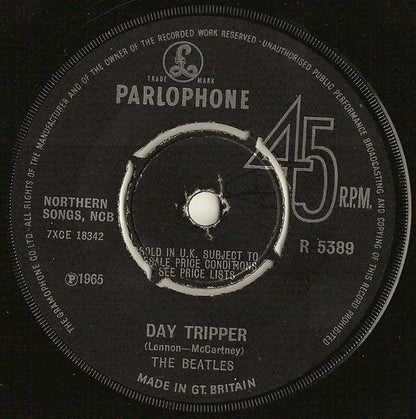 THE GRAMOPHONE CO. LTD. · ALL RIGHTS OF THE MANUFACTURER AND OF THE OWNER OF THE RECORDED WORK RESERVED · UNAUTHORISED PUBLIC PERFORMANCE BROADCASTING AND COPYING OF THIS RECORD PROHIBITED
TRADE MARK
PARLOPHONE
45
R.P.M.
NORTHERN
SONGS, NCB
7XCE 18342
R 5389
SOLD IN U.K. SUBJECT TO
RESALE PRICE CONDITIONS,
SEE PRICE LISTS
℗1965
DAY TRIPPER
(Lennon—McCartney)
THE BEATLES
MADE IN GT. BRITAIN